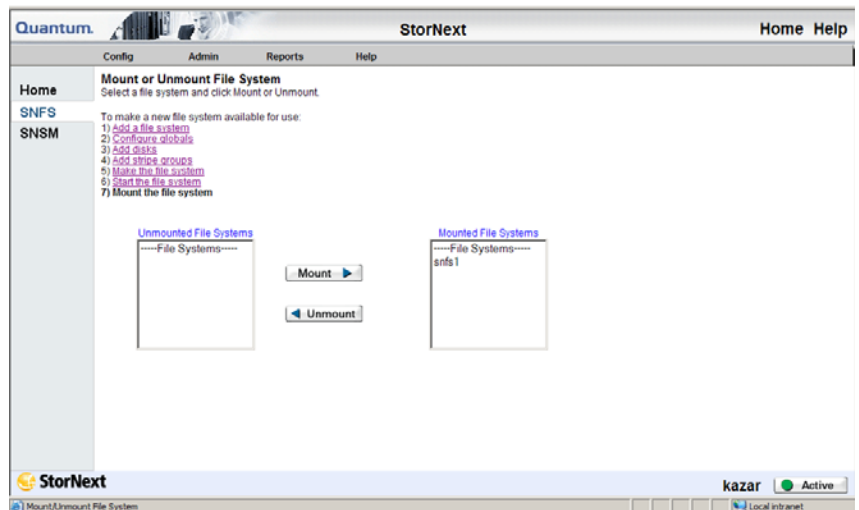 Quantum.
StorNext
Home Help
Config Admin Reports Help
Home
SNFS
SNSM
Mount or Unmount File System
Select a file system and click Mount or Unmount.
To make a new file system available for use:
1) Add a file system
2) Configure globals
3) Add disks
4) Add stripe groups
5) Make the file system
6) Start the file system
7) Mount the file system
Unmounted File Systems
-----File Systems-----
Mount
Unmount
Mounted File Systems
-----File Systems-----
snfs1
StorNext
kazar Active
Mount/Unmount File System
Local intranet